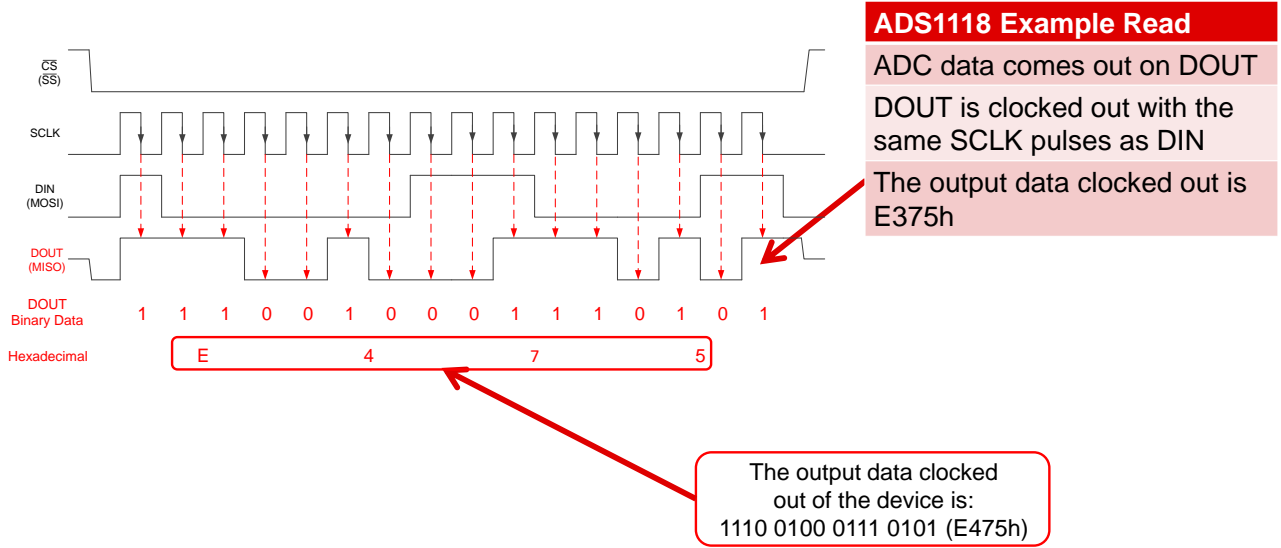 ADS1118 Example Read
ADC data comes out on DOUT
DOUT is clocked out with the
same SCLK pulses as DIN
The output data clocked out is
E375h
CS
(SS)
SCLK
DIN
(MOSI)
DOUT
(MISO)
DOUT
Binary Data
1 1 1 0 0 1 0 0 0 1 1 1 0 1 0 1
Hexadecimal
E 4 7 5
The output data clocked
out of the device is:
1110 0100 0111 0101 (E475h)